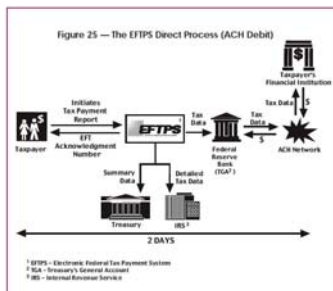 Figure 25 — The EFTPS Direct Process (ACH Debit)
Taxpayer's
Financial Institution
Tax Data
$
Initiates
Tax Payment
Report
EFT
Acknowledgment
Number
Taxpayer
$
EFTPS
1
Tax
Data
Federal
Reserve
Bank
(TGA²)
Tax
Data
$
ACH Network
Summary
Data
Detailed
Tax Data
Treasury
IRS³
2 DAYS
¹ EFTPS – Electronic Federal Tax Payment System
² TGA – Treasury's General Account
³ IRS – Internal Revenue Service